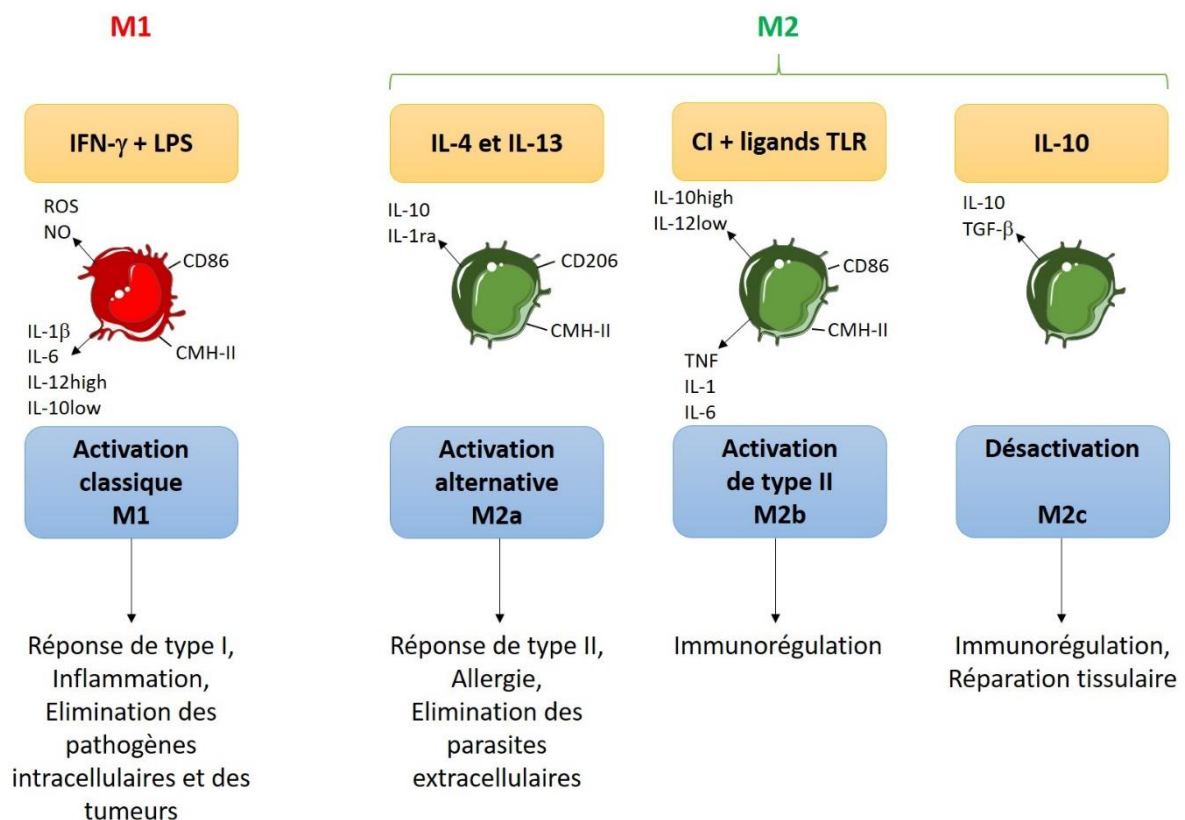 M1
M2
IFN-γ + LPS
IL-4 et IL-13
CI + ligands TLR
IL-10
ROS
NO
CD86
IL-1β
IL-6
IL-12high
IL-10low
CMH-II
IL-10
IL-1ra
CD206
CMH-II
IL-10high
IL-12low
CD86
CMH-II
TNF
IL-1
IL-6
IL-10
TGF-β
Activation
classique
M1
Activation
alternative
M2a
Activation
de type II
M2b
Désactivation
M2c
Réponse de type I,
Inflammation,
Elimination des
pathogènes
intracellulaires et des
tumeurs
Réponse de type II,
Allergie,
Elimination des
parasites
extracellulaires
Immunorégulation
Immunorégulation,
Réparation tissulaire